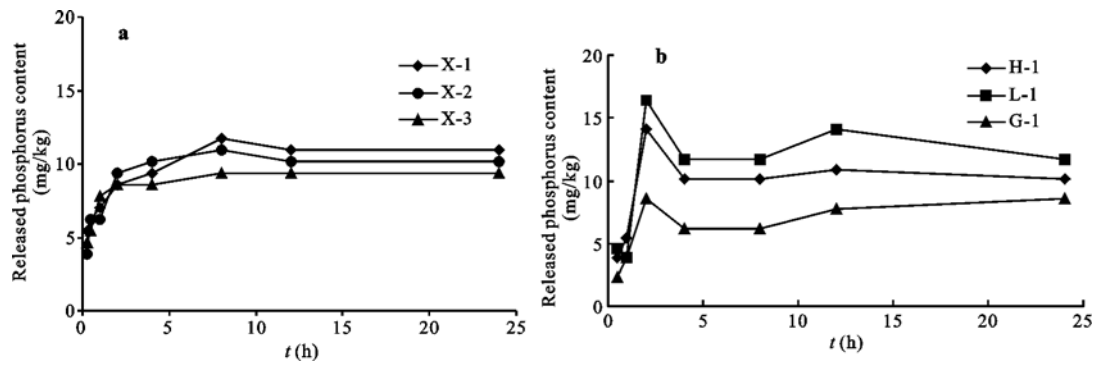 a
20
15
10
5
0
Released phosphorus content
(mg/kg)
X-1
X-2
X-3
0 5 10 15 20 25
t (h)
b
20
15
10
5
0
Released phosphorus content
(mg/kg)
H-1
L-1
G-1
0 5 10 15 20 25
t (h)